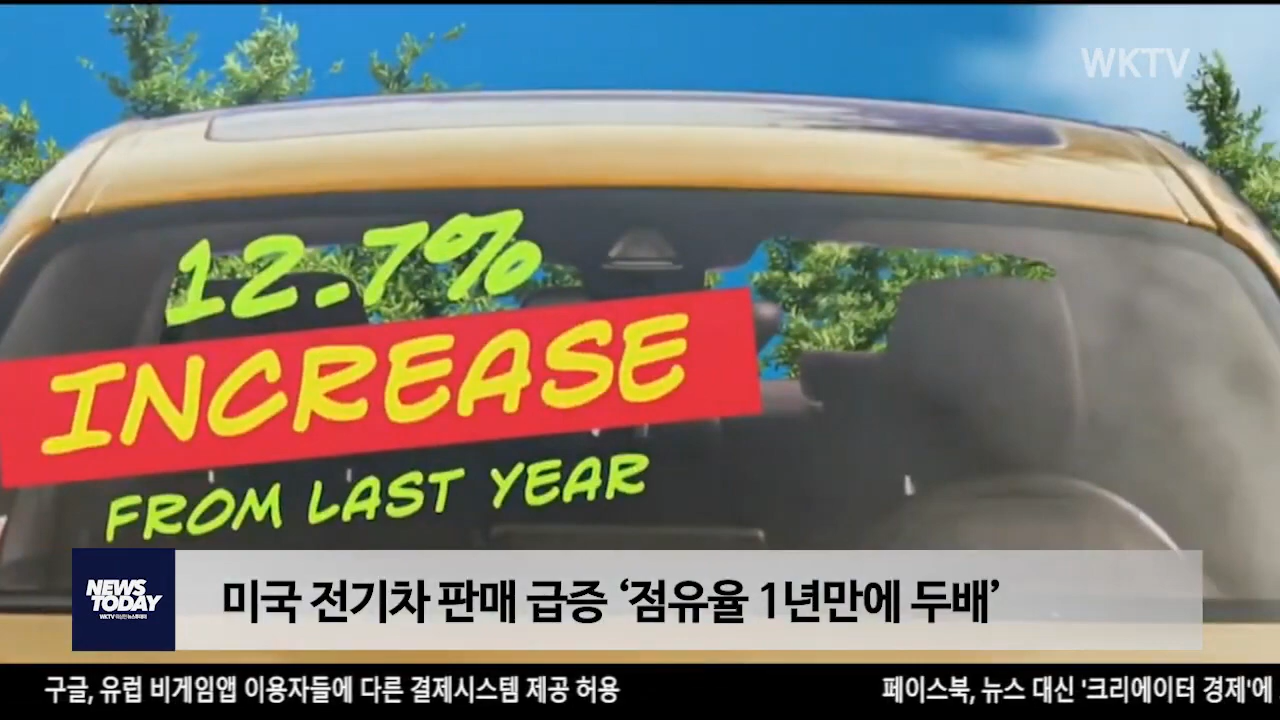 WKTV
12.7%
INCREASE
FROM LAST YEAR
NEWS
TODAY
미국 전기차 판매 급증 ‘점유율 1년만에 두배’
구글, 유럽 비게임앱 이용자들에 다른 결제시스템 제공 허용
페이스북, 뉴스 대신 '크리에이터 경제'에